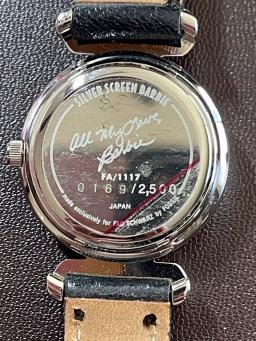 SILVER SCREEN BARBIE
All My Love,
Barbie
FA/1117
0169/2,500
JAPAN
made exclusively for FAO SCHWARZ by FOSSIL